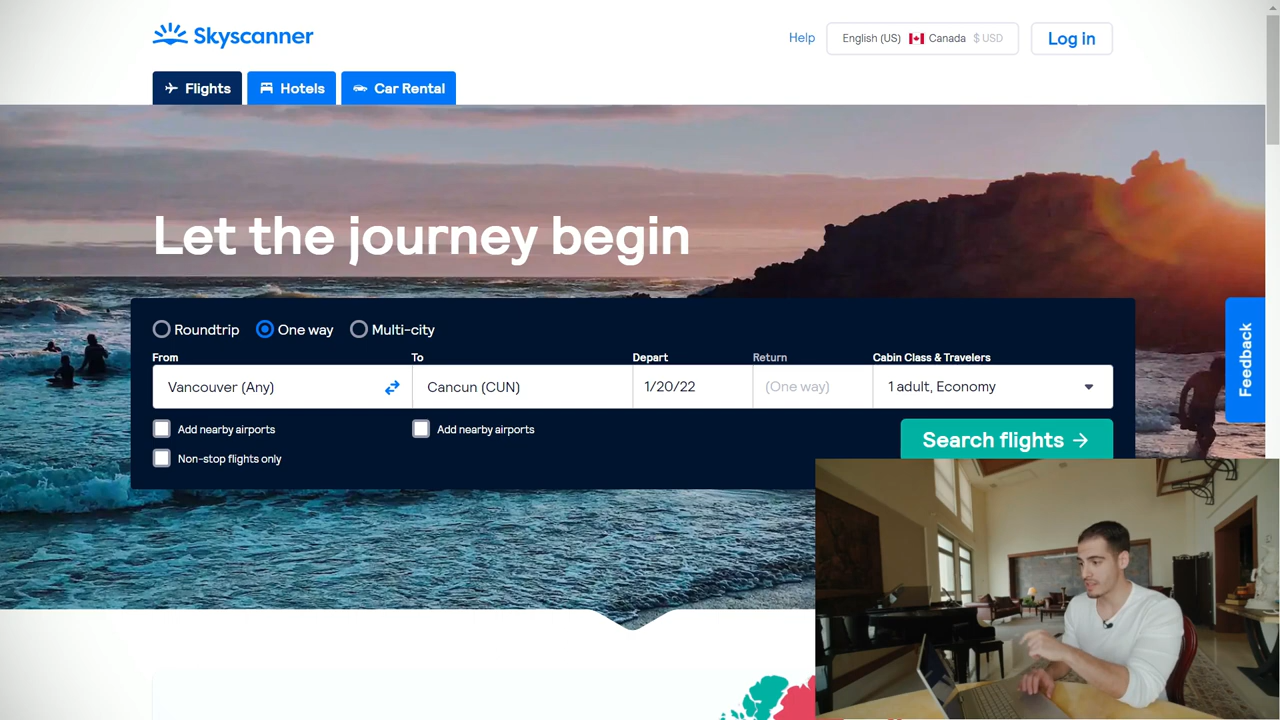 Skyscanner
Help
English (US) Canada $ USD
Log in
Flights
Hotels
Car Rental
Let the journey begin
Roundtrip
One way
Multi-city
From
To
Depart
Return
Cabin Class & Travelers
Vancouver (Any)
Cancun (CUN)
1/20/22
(One way)
1 adult, Economy
Add nearby airports
Add nearby airports
Search flights
Non-stop flights only
Feedback